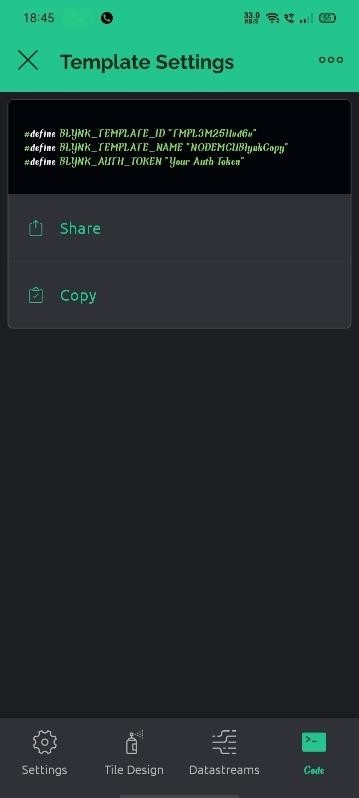 18:45
33.0
KB/S
55
Template Settings
#define BLYNK_TEMPLATE_ID
#define BLYNK_TEMPLATE_NAME "NODEMCUBlynkCopy"
#define BLYNK_AUTH_TOKEN "Your Auth Token"
Share
Copy
Settings
Tile Design
Datastreams
Code